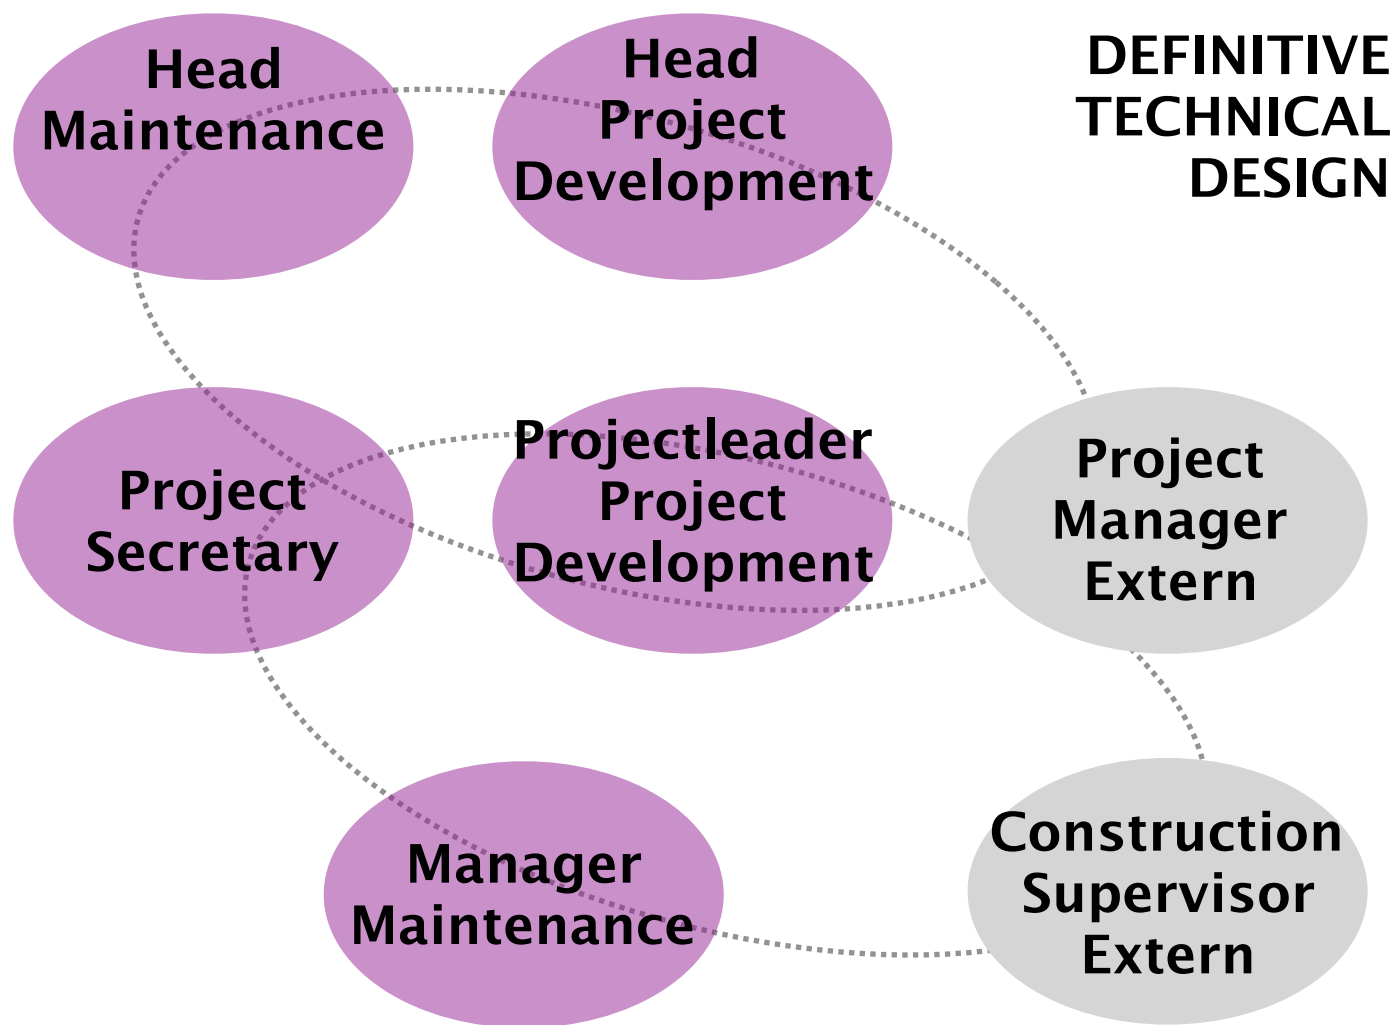 Head
Maintenance
Head
Project
Development
DEFINITIVE
TECHNICAL
DESIGN
Project
Secretary
Projectleader
Project
Development
Project
Manager
Extern
Manager
Maintenance
Construction
Supervisor
Extern